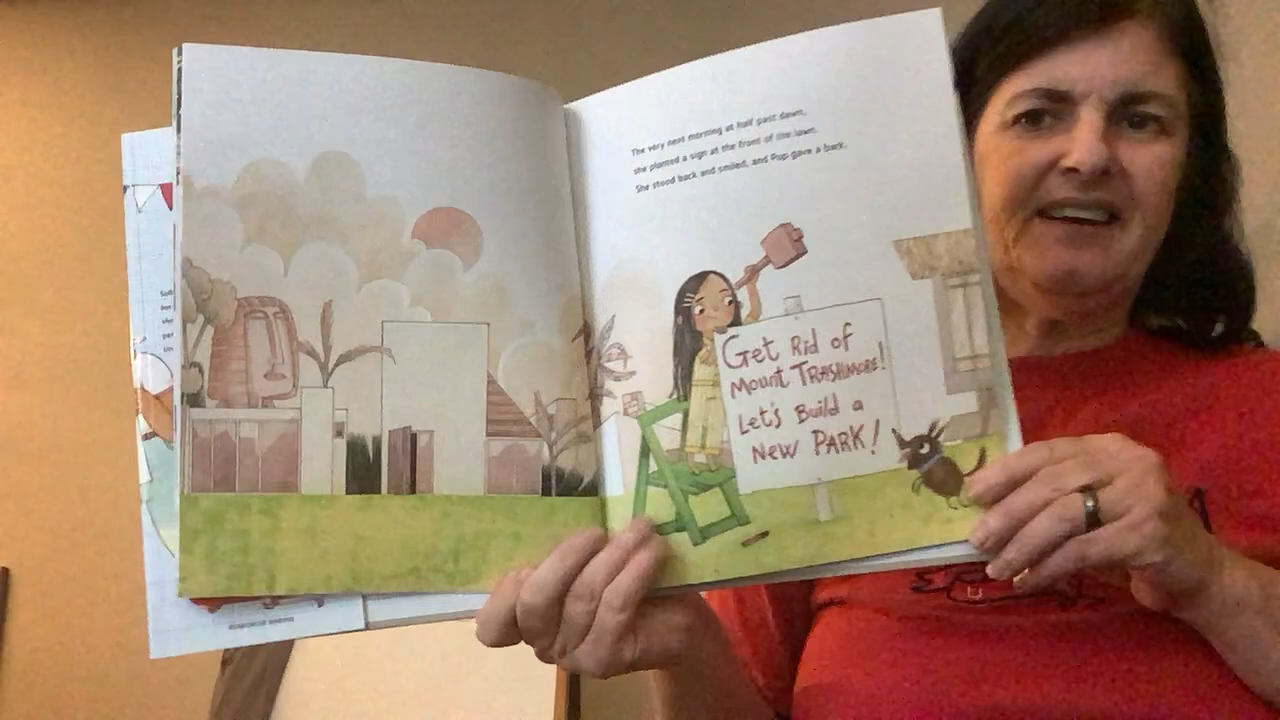 The very next morning at half past dawn,
she planted a sign at the front of the lawn.
She stood back and smiled, and Pup gave a bark.
Get Rid of
Mount TRASHMORE!
Let's Build a
New PARK!